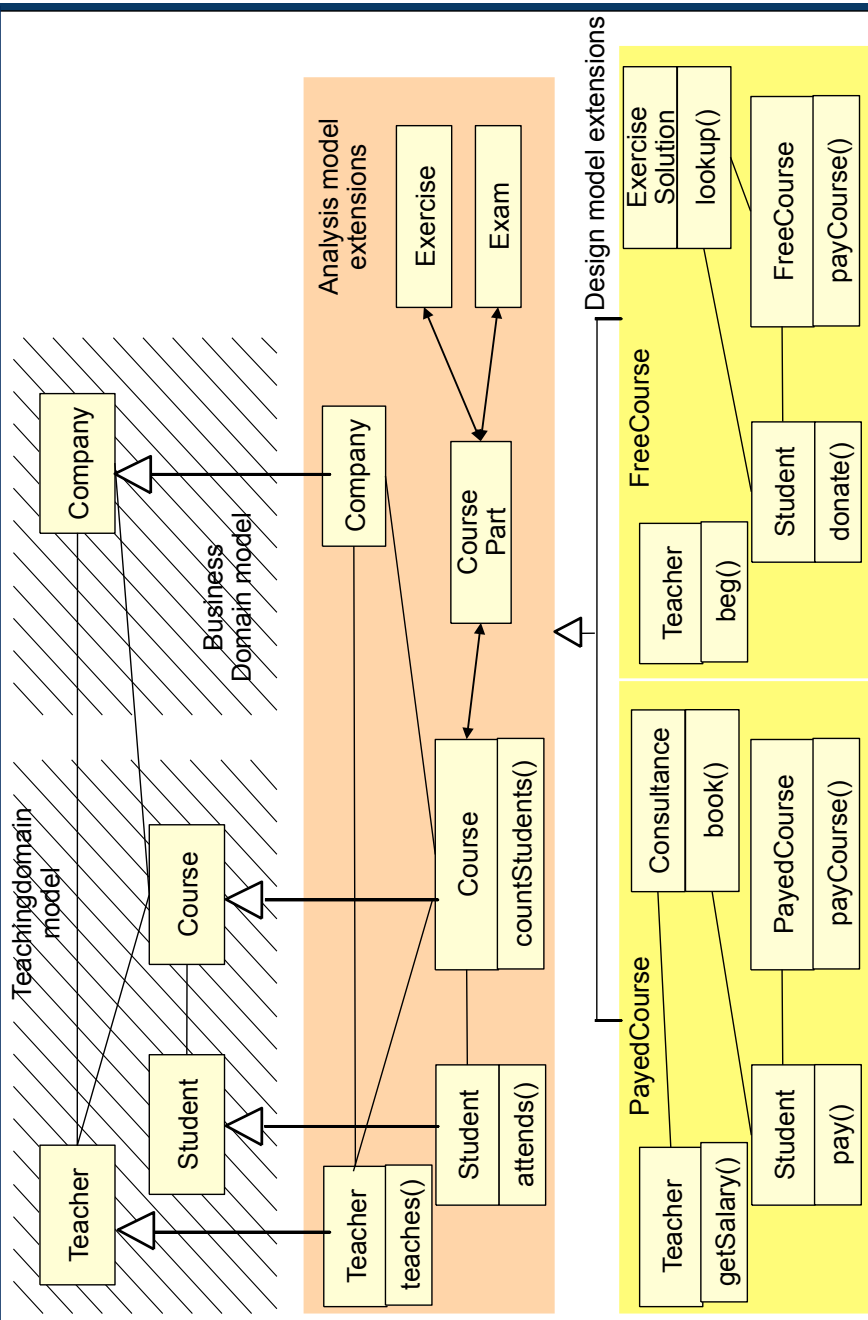 Teachingdomain
model
Teacher
Student
Course
Company
Business
Domain model
Analysis model
extensions
Teacher
teaches()
Student
attends()
Course
countStudents()
Company
Course
Part
Exercise
Exam
Design model extensions
PayedCourse
Teacher
getSalary()
Consultance
book()
Student
pay()
PayedCourse
payCourse()
FreeCourse
Teacher
beg()
Exercise
Solution
lookup()
Student
donate()
FreeCourse
payCourse()